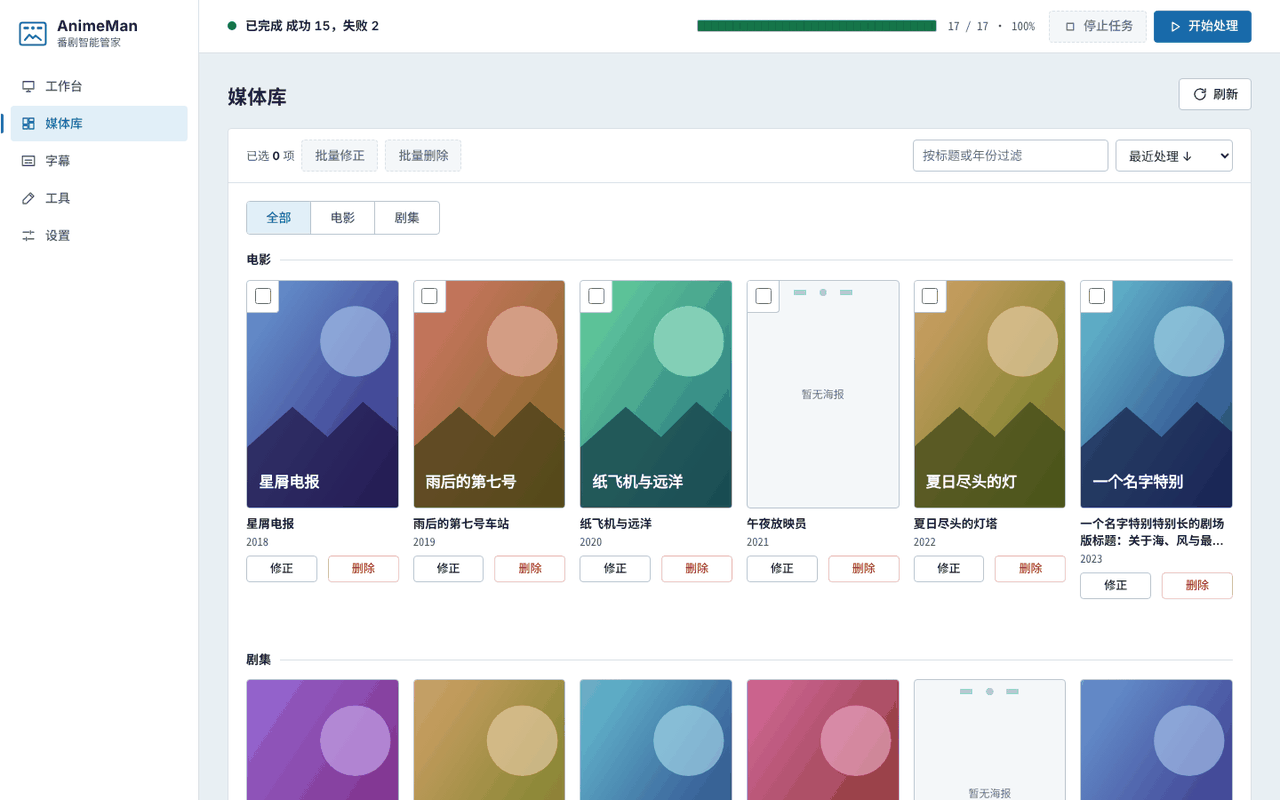 AnimeMan
番剧智能管家
工作台
媒体库
字幕
工具
设置
已完成 成功 15，失败 2
17 / 17 · 100%
停止任务
开始处理
媒体库
刷新
已选 0 项
批量修正
批量删除
按标题或年份过滤
最近处理 ↓
全部
电影
剧集
电影
星屑电报
雨后的第七号
纸飞机与远洋
暂无海报
夏日尽头的灯
一个名字特别
星屑电报
2018
修正
删除
雨后的第七号车站
2019
修正
删除
纸飞机与远洋
2020
修正
删除
午夜放映员
2021
修正
删除
夏日尽头的灯塔
2022
修正
删除
一个名字特别特别长的剧场
版标题：关于海、风与最...
2023
修正
删除
剧集
暂无海报